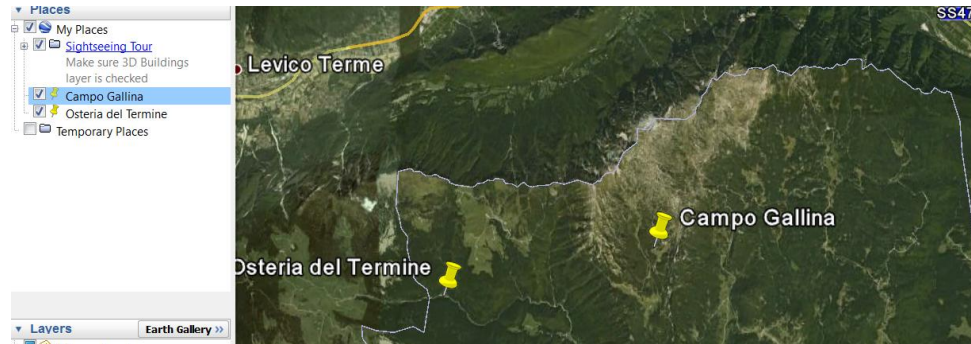 Places
My Places
Sightseeing Tour
Make sure 3D Buildings
layer is checked
Campo Gallina
Osteria del Termine
Temporary Places
Layers
Earth Gallery »
SS47
Levico Terme
Campo Gallina
Osteria del Termine